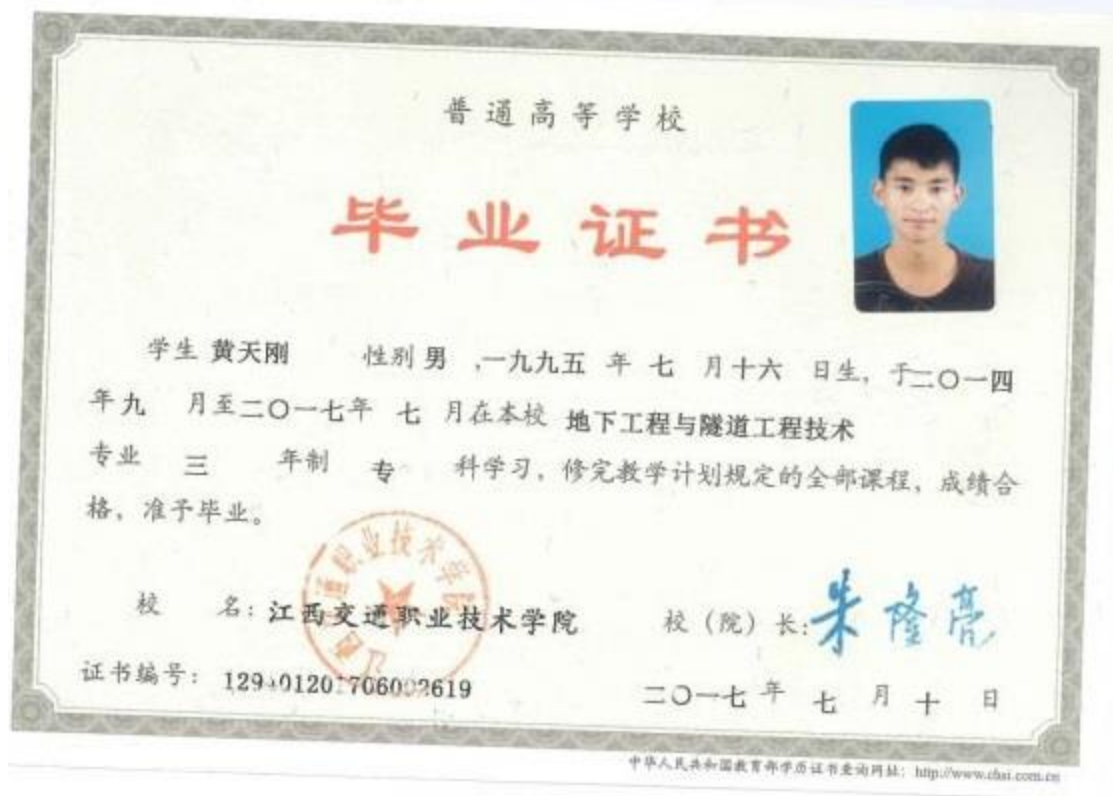 普通高等学校
毕业证书
学生 黄天刚 性别 男 ,一九九五 年 七 月十六 日生, 于二〇一四
年九 月至二〇一七年 七 月在本校 地下工程与隧道工程技术
专业 三 年制 专 科学习, 修完教学计划规定的全部课程, 成绩合
格, 准予毕业。
校 名: 江西交通职业技术学院 校 (院) 长: 朱隆亮
证书编号: 二〇一七 年 七 月 十 日
中华人民共和国教育部学历证书查询网址: http://www.chsi.com.cn